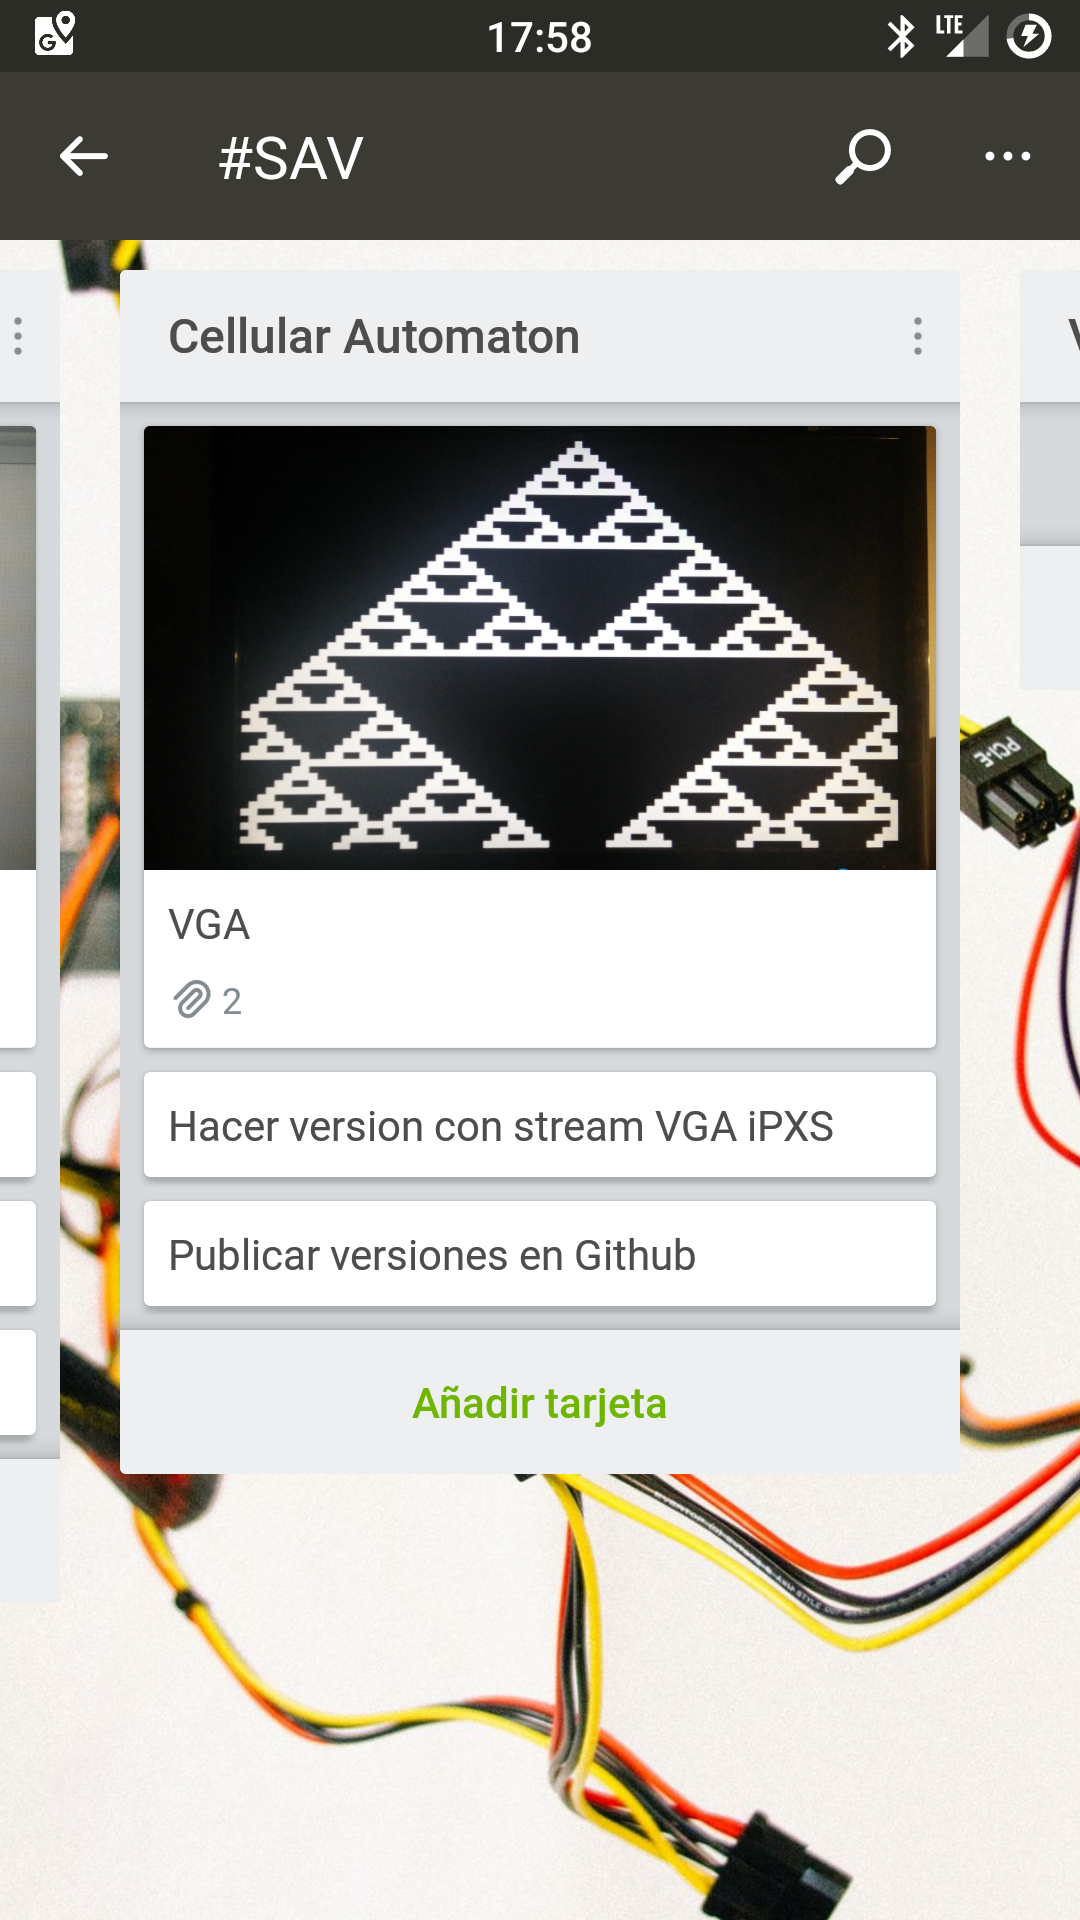 17:58
LTE
#SAV
Cellular Automaton
PCI-E
VGA
2
Hacer version con stream VGA iPXS
Publicar versiones en Github
Añadir tarjeta